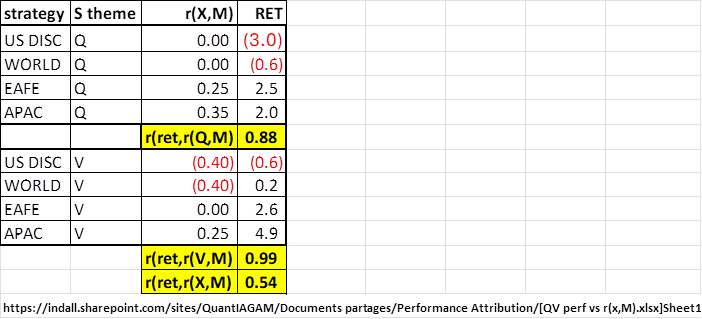 strategy S theme r(X,M) RET
US DISC Q 0.00 (3.0)
WORLD Q 0.00 (0.6)
EAFE Q 0.25 2.5
APAC Q 0.35 2.0
r(ret,r(Q,M) 0.88
US DISC V (0.40) (0.6)
WORLD V (0.40) 0.2
EAFE V 0.00 2.6
APAC V 0.25 4.9
r(ret,r(V,M) 0.99
r(ret,r(X,M) 0.54
https://indall.sharepoint.com/sites/QuantIAGAM/Documents partages/Performance Attribution/[QV perf vs r(x,M).xlsx]Sheet1